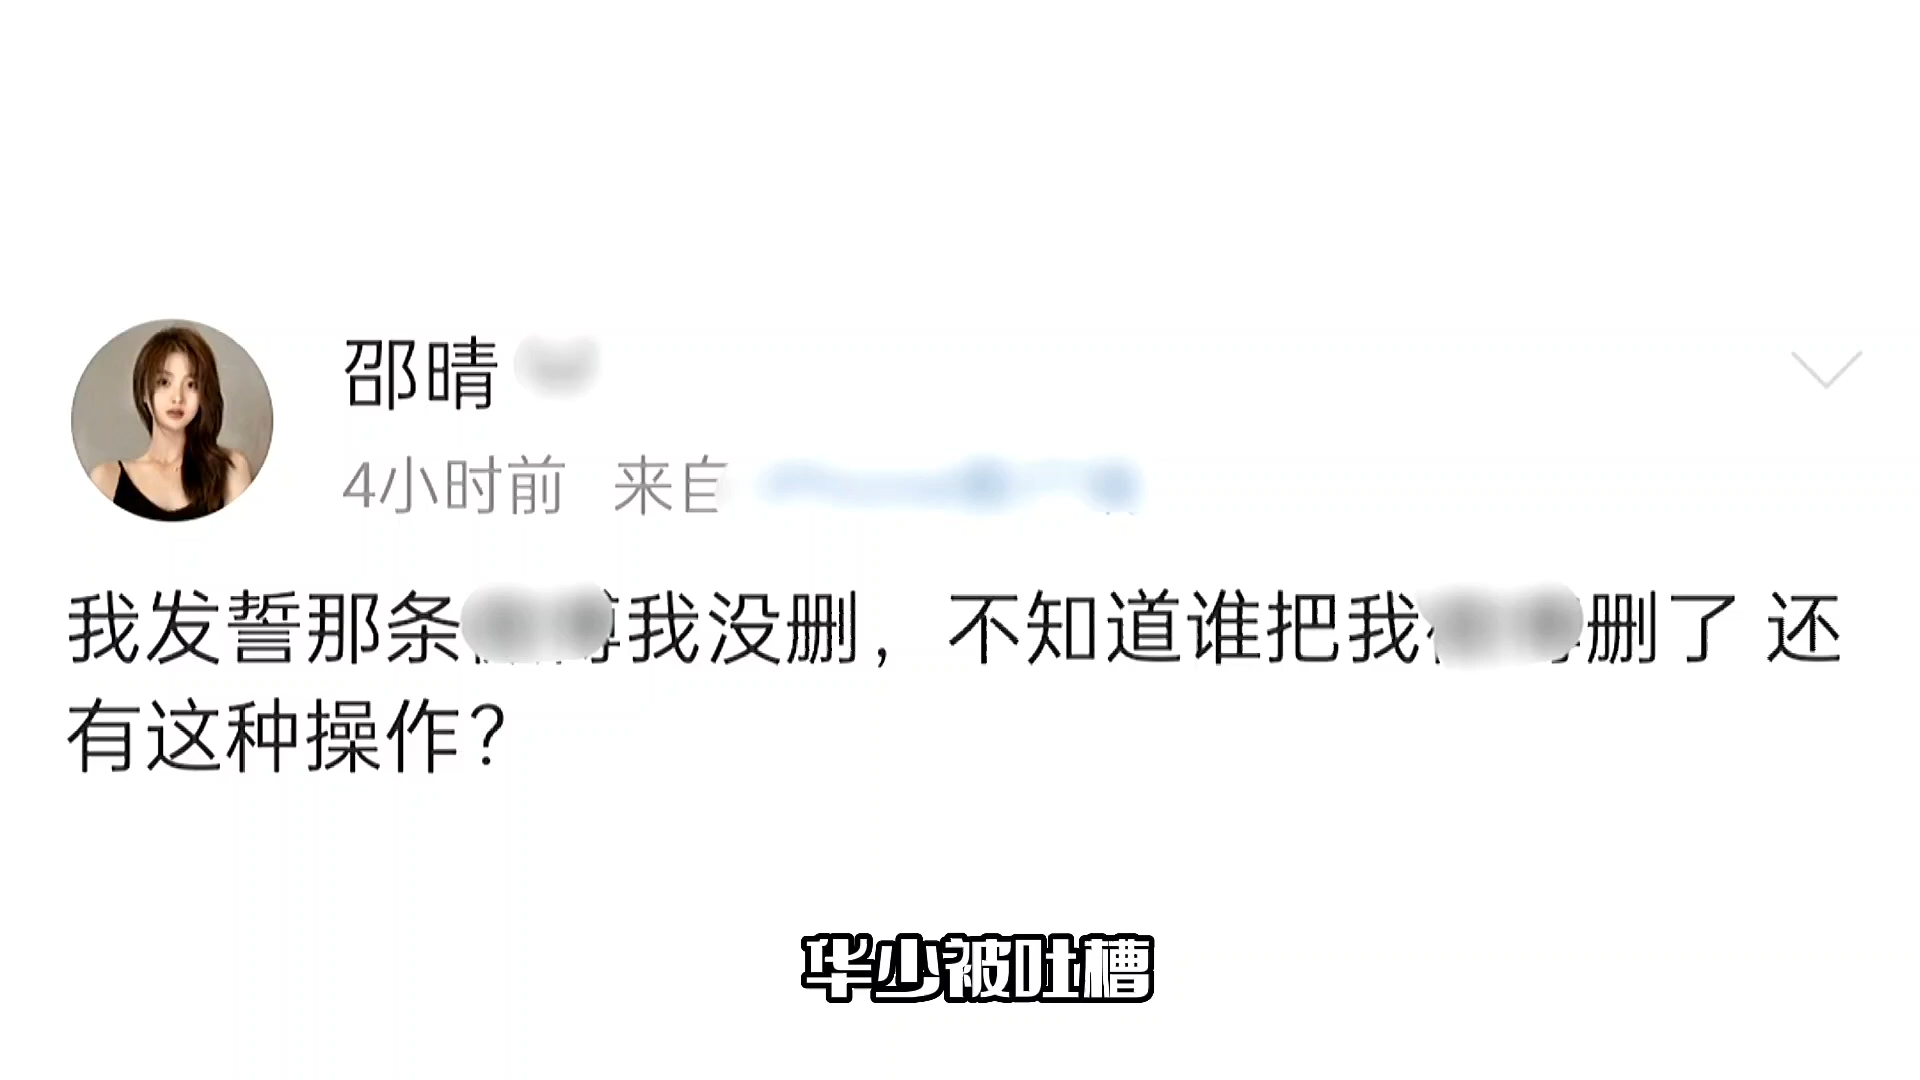 邵晴
4小时前 来自
我发誓那条 我没删，不知道谁把我 删了 还
有这种操作？
华少被吐槽